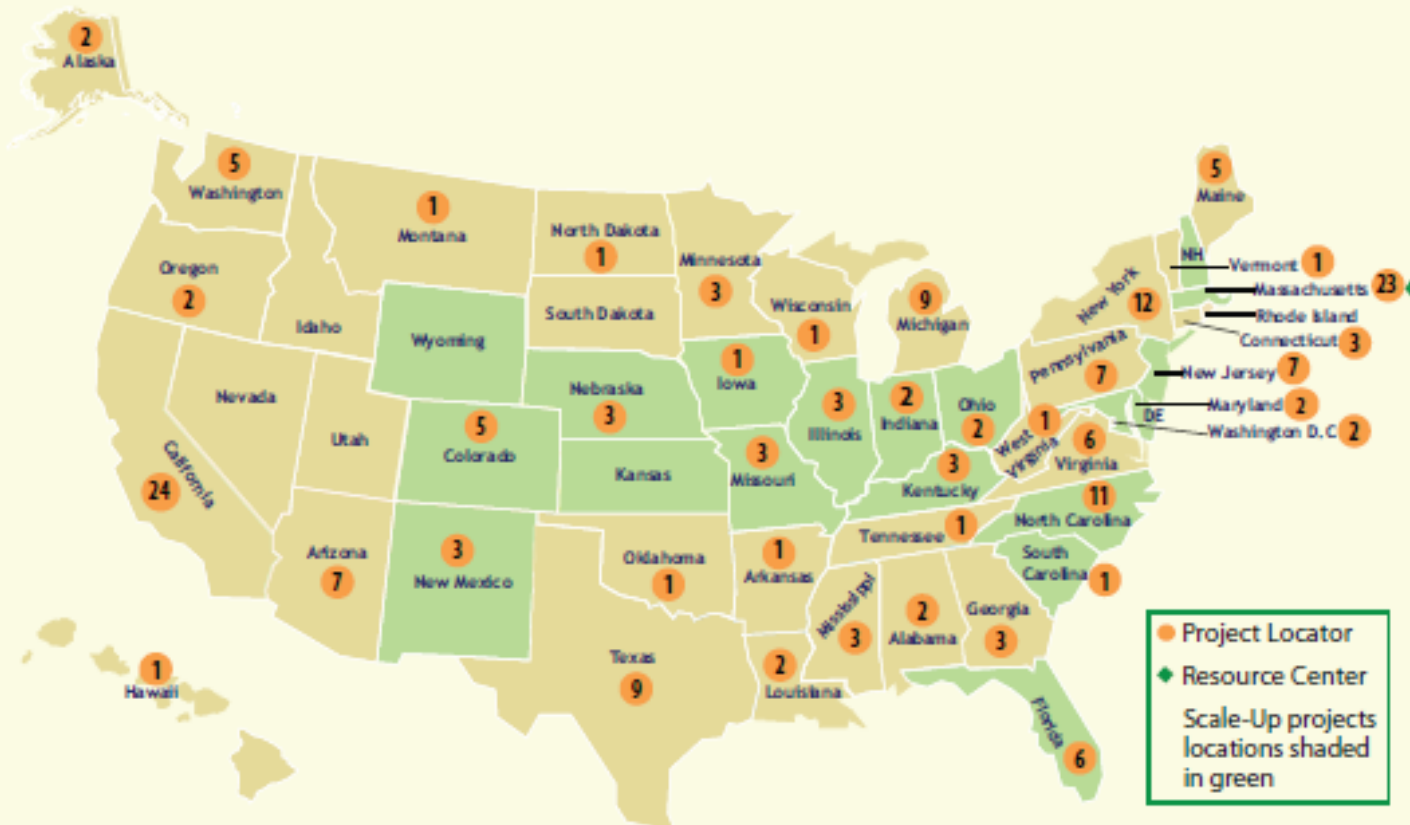 2
Alaska
5
Washington
1
Montana
North Dakota
1
Minnesota
3
Oregon
2
Idaho
South Dakota
Wisconsin
1
9
Michigan
5
Maine
NH
Vermont 1
Massachusetts 23
Rhode Island
Connecticut 3
New York
12
Pennsylvania
7
New Jersey 7
Maryland 2
DE
Washington D.C 2
Wyoming
Nebraska
3
1
Iowa
3
Illinois
2
Indiana
Ohio
2
1
West
Virginia
6
Virginia
Nevada
Utah
5
Colorado
Kansas
3
Missouri
3
Kentucky
11
North Carolina
California
24
Arizona
7
3
New Mexico
Oklahoma
1
1
Arkansas
Tennessee 1
South
Carolina 1
Mississippi
3
2
Alabama
Georgia
3
Texas
9
2
Louisiana
Florida
6
1
Hawaii
Project Locator
Resource Center
Scale-Up projects
locations shaded
in green